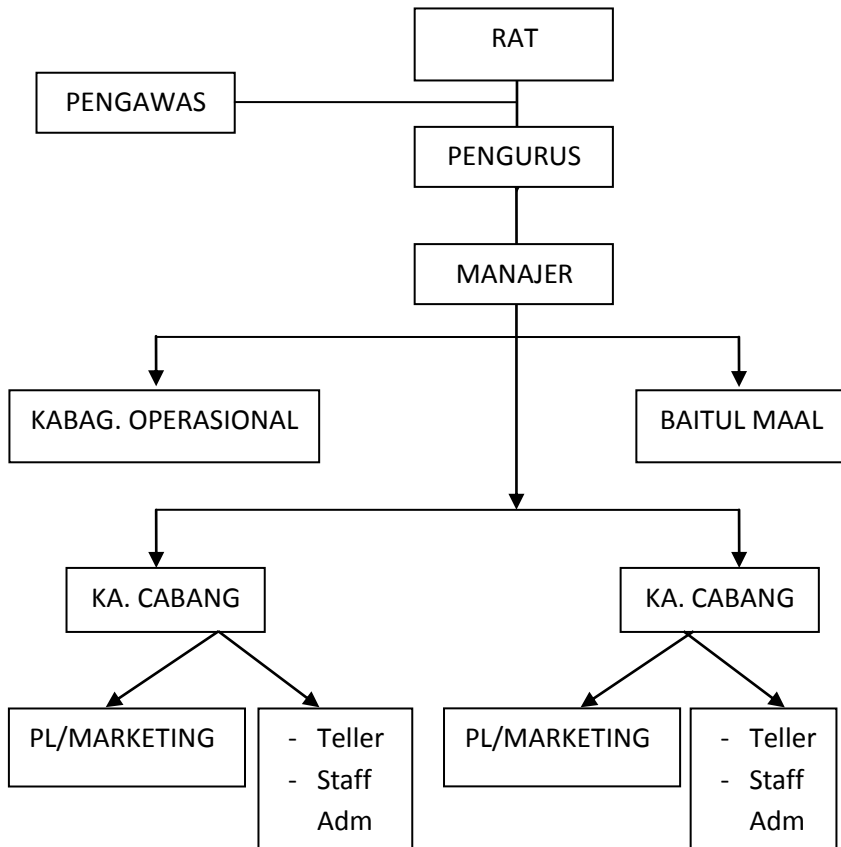 RAT
PENGAWAS
PENGURUS
MANAJER
KABAG. OPERASIONAL
BAITUL MAAL
KA. CABANG
KA. CABANG
PL/MARKETING
- Teller
- Staff
Adm
PL/MARKETING
- Teller
- Staff
Adm